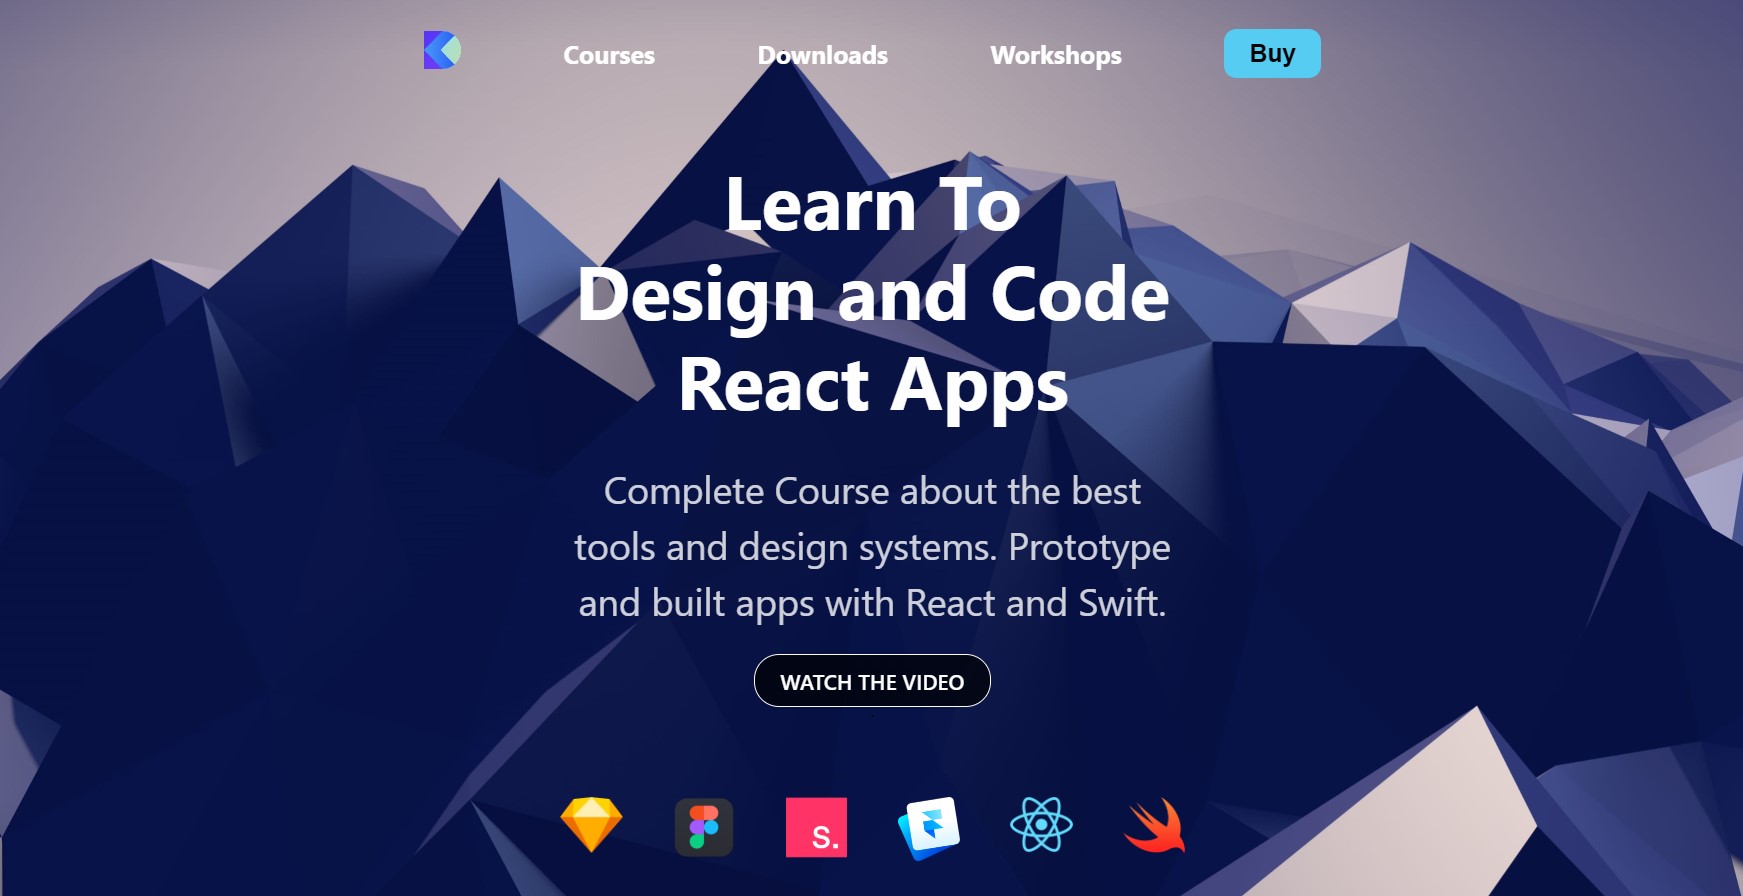 Courses
Downloads
Workshops
Buy
Learn To
Design and Code
React Apps
Complete Course about the best
tools and design systems. Prototype
and built apps with React and Swift.
WATCH THE VIDEO
s.